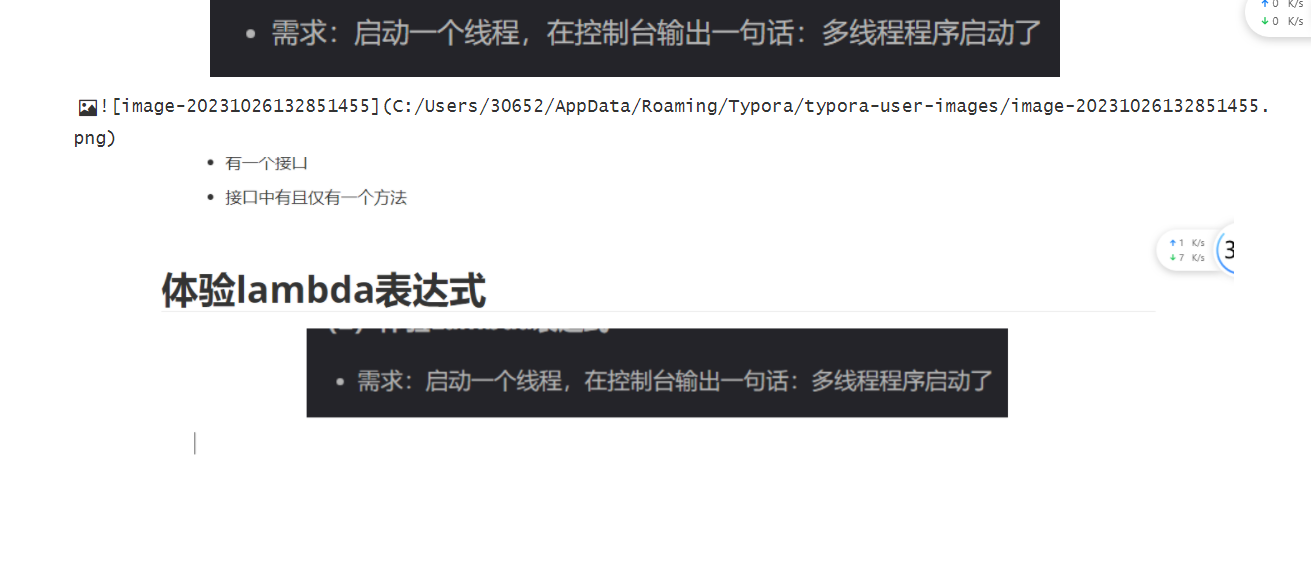 需求：启动一个线程，在控制台输出一句话：多线程程序启动了
↑ 0 K/s
↓ 0 K/s
![image-20231026132851455](C:/Users/30652/AppData/Roaming/Typora/typora-user-images/image-20231026132851455.
png)
有一个接口
接口中有且仅有一个方法
↑ 1 K/s
↓ 7 K/s
3
体验lambda表达式
需求：启动一个线程，在控制台输出一句话：多线程程序启动了